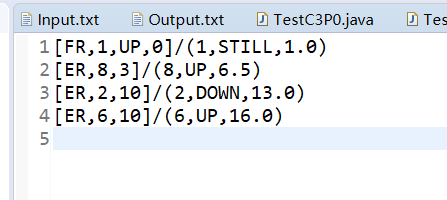 Input.txt Output.txt TestC3P0.java Tes
1 [FR,1,UP,0]/(1,STILL,1.0)
2 [ER,8,3]/(8,UP,6.5)
3 [ER,2,10]/(2,DOWN,13.0)
4 [ER,6,10]/(6,UP,16.0)
5